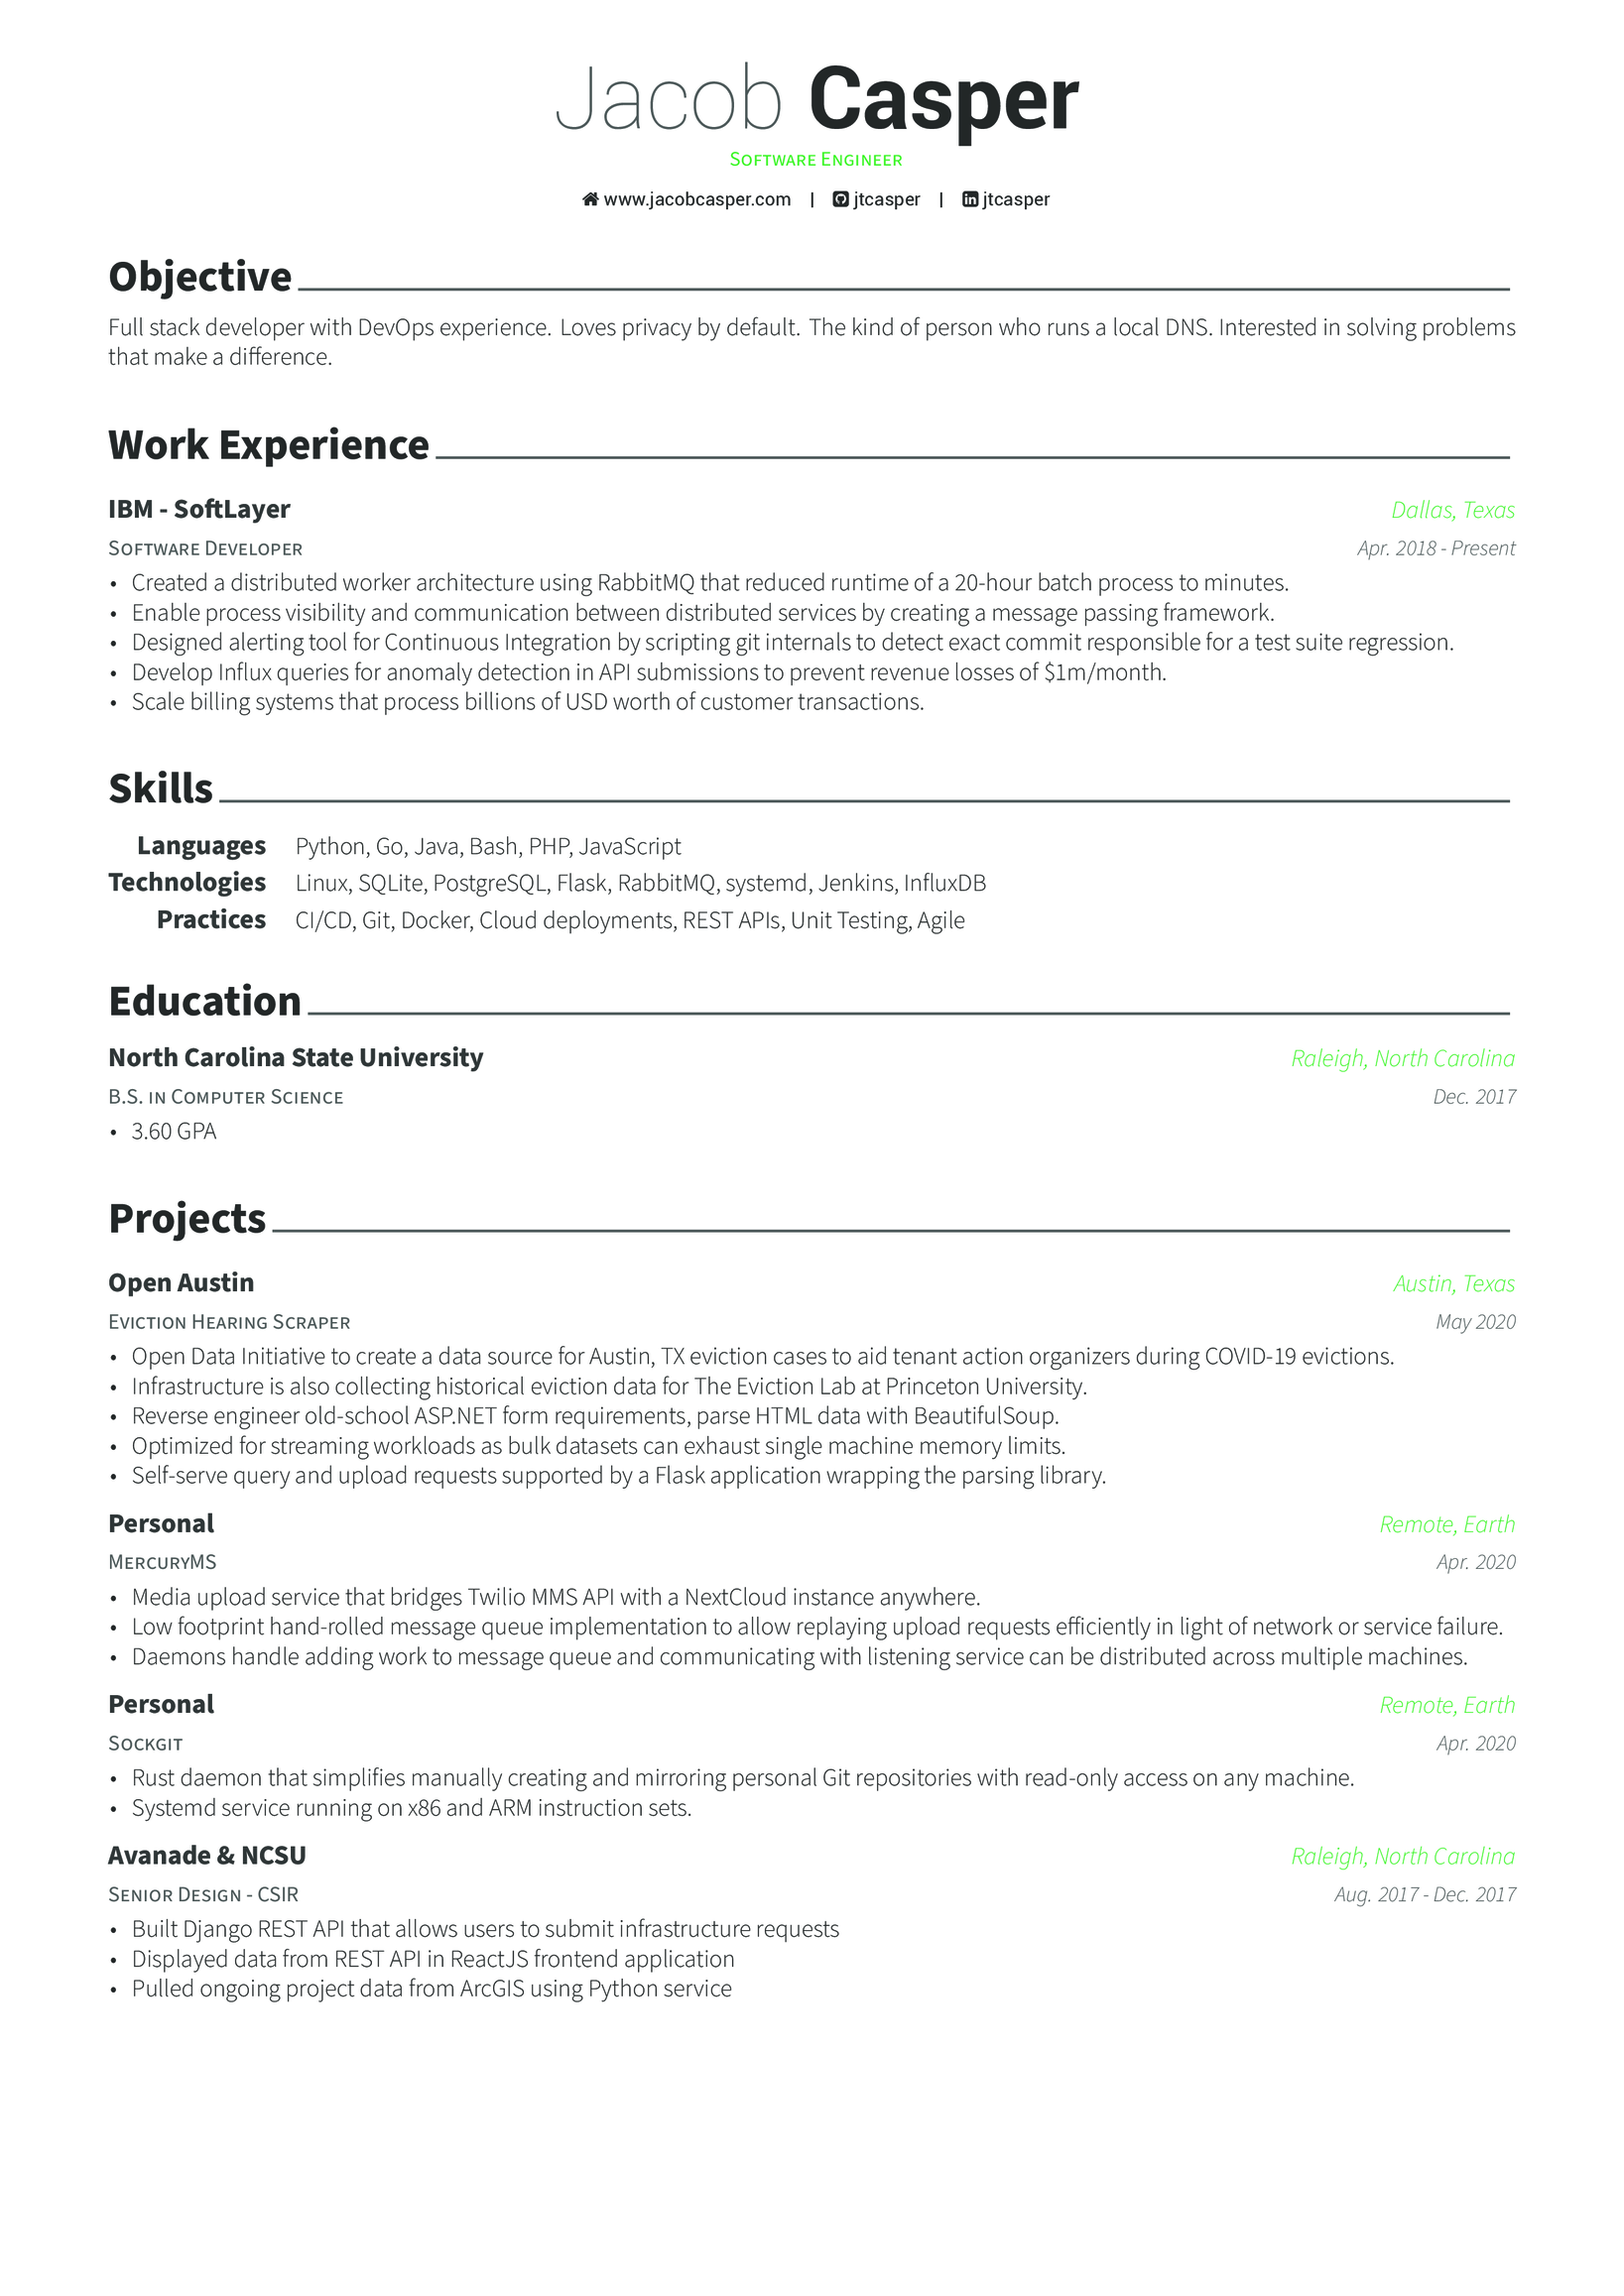 Jacob Casper
Software Engineer
www.jacobcasper.com | jtcasper | jtcasper
Objective
Full stack developer with DevOps experience. Loves privacy by default. The kind of person who runs a local DNS. Interested in solving problems
that make a difference.
Work Experience
IBM - SoftLayer Dallas, Texas
Software Developer Apr. 2018 - Present
• Created a distributed worker architecture using RabbitMQ that reduced runtime of a 20-hour batch process to minutes.
• Enable process visibility and communication between distributed services by creating a message passing framework.
• Designed alerting tool for Continuous Integration by scripting git internals to detect exact commit responsible for a test suite regression.
• Develop Influx queries for anomaly detection in API submissions to prevent revenue losses of $1m/month.
• Scale billing systems that process billions of USD worth of customer transactions.
Skills
Languages Python, Go, Java, Bash, PHP, JavaScript
Technologies Linux, SQLite, PostgreSQL, Flask, RabbitMQ, systemd, Jenkins, InfluxDB
Practices CI/CD, Git, Docker, Cloud deployments, REST APIs, Unit Testing, Agile
Education
North Carolina State University Raleigh, North Carolina
B.S. in Computer Science Dec. 2017
• 3.60 GPA
Projects
Open Austin Austin, Texas
Eviction Hearing Scraper May 2020
• Open Data Initiative to create a data source for Austin, TX eviction cases to aid tenant action organizers during COVID-19 evictions.
• Infrastructure is also collecting historical eviction data for The Eviction Lab at Princeton University.
• Reverse engineer old-school ASP.NET form requirements, parse HTML data with BeautifulSoup.
• Optimized for streaming workloads as bulk datasets can exhaust single machine memory limits.
• Self-serve query and upload requests supported by a Flask application wrapping the parsing library.
Personal Remote, Earth
MercuryMS Apr. 2020
• Media upload service that bridges Twilio MMS API with a NextCloud instance anywhere.
• Low footprint hand-rolled message queue implementation to allow replaying upload requests efficiently in light of network or service failure.
• Daemons handle adding work to message queue and communicating with listening service can be distributed across multiple machines.
Personal Remote, Earth
Sockgit Apr. 2020
• Rust daemon that simplifies manually creating and mirroring personal Git repositories with read-only access on any machine.
• Systemd service running on x86 and ARM instruction sets.
Avanade & NCSU Raleigh, North Carolina
Senior Design - CSIR Aug. 2017 - Dec. 2017
• Built Django REST API that allows users to submit infrastructure requests
• Displayed data from REST API in ReactJS frontend application
• Pulled ongoing project data from ArcGIS using Python service